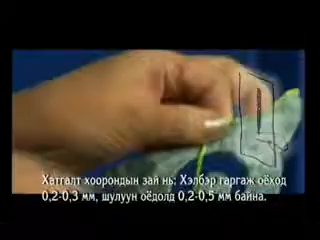 Хатгалт хоорондын зай нь: Хэлбэр гаргаж оёход
0,2-0,3 мм, шулуун оёдолд 0,2-0,5 мм байна.